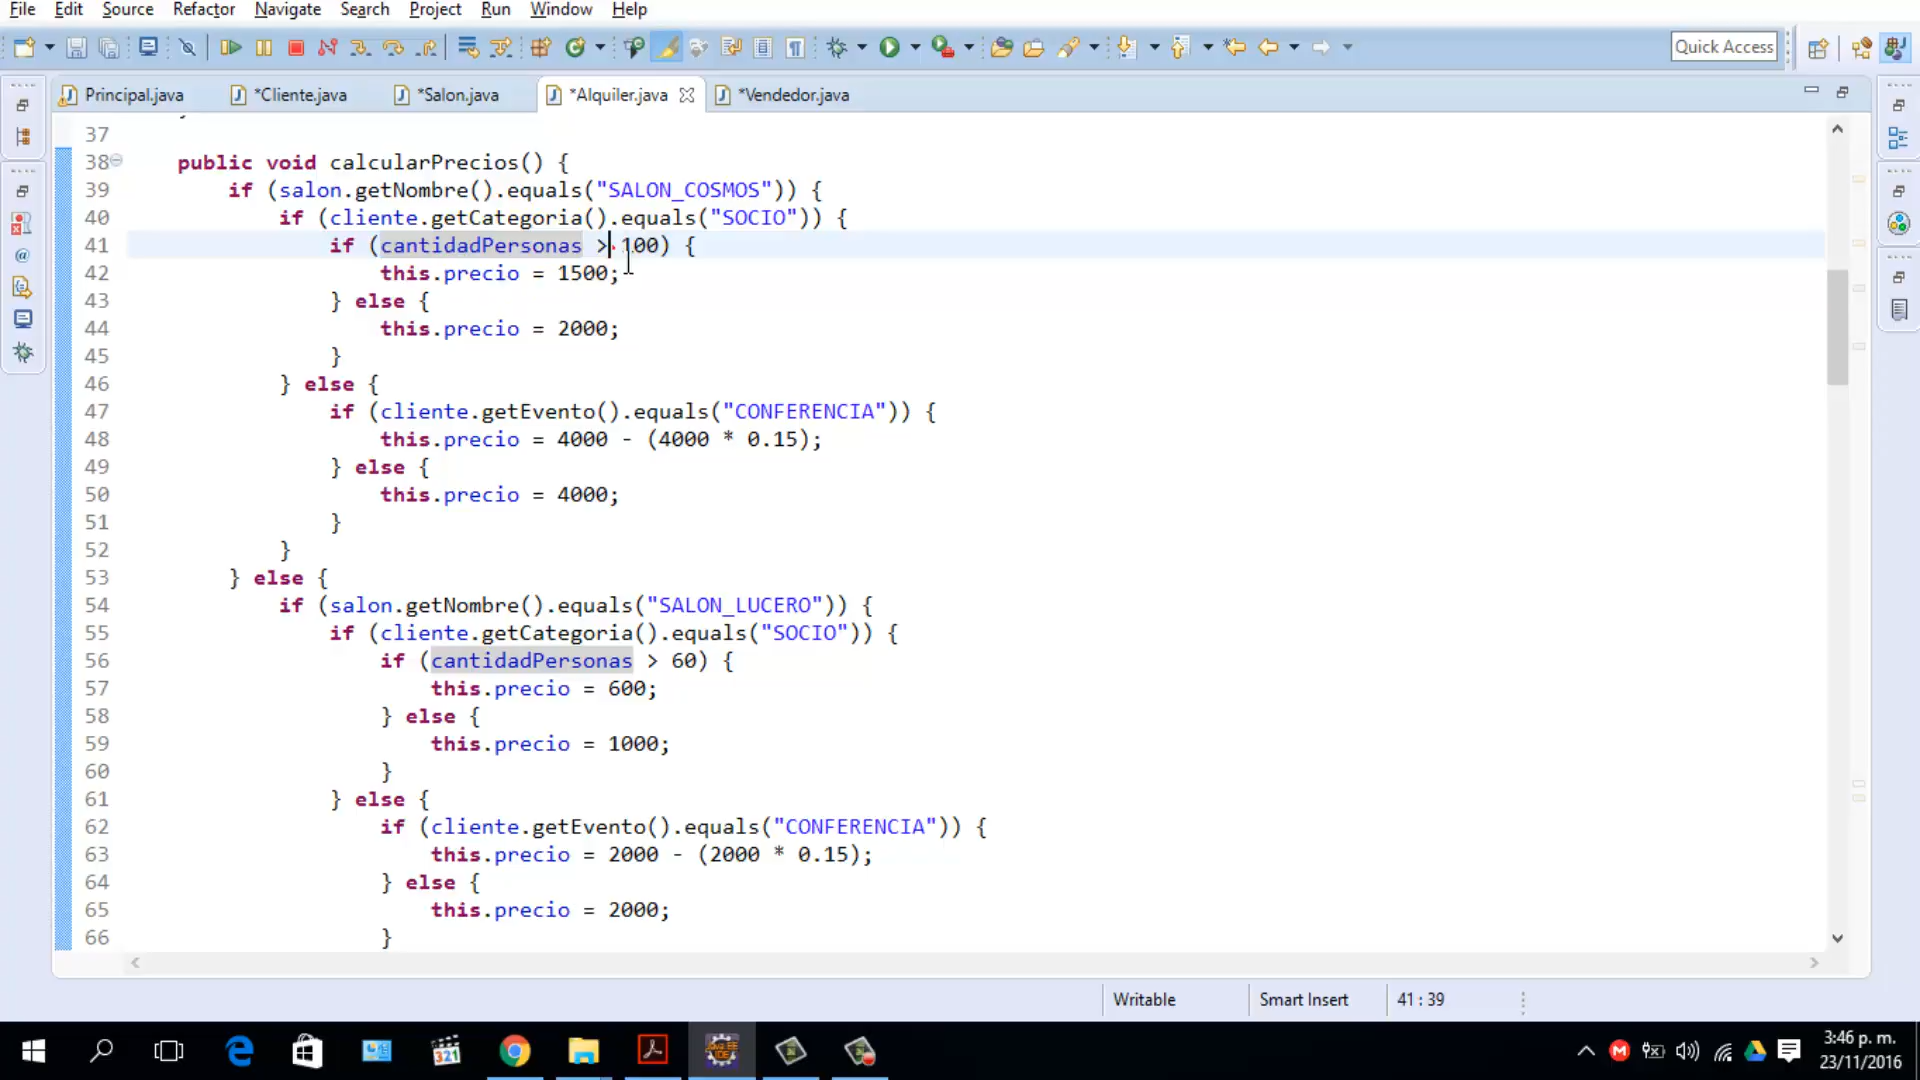 File Edit Source Refactor Navigate Search Project Run Window Help
Quick Access
Principal.java *Cliente.java *Salon.java *Alquiler.java *Vendedor.java
37
38 public void calcularPrecios() {
39 if (salon.getNombre().equals("SALON_COSMOS")) {
40 if (cliente.getCategoria().equals("SOCIO")) {
41 if (cantidadPersonas > 100) {
42 this.precio = 1500;
43 } else {
44 this.precio = 2000;
45 }
46 } else {
47 if (cliente.getEvento().equals("CONFERENCIA")) {
48 this.precio = 4000 - (4000 * 0.15);
49 } else {
50 this.precio = 4000;
51 }
52 }
53 } else {
54 if (salon.getNombre().equals("SALON_LUCERO")) {
55 if (cliente.getCategoria().equals("SOCIO")) {
56 if (cantidadPersonas > 60) {
57 this.precio = 600;
58 } else {
59 this.precio = 1000;
60 }
61 } else {
62 if (cliente.getEvento().equals("CONFERENCIA")) {
63 this.precio = 2000 - (2000 * 0.15);
64 } else {
65 this.precio = 2000;
66 }
Writable Smart Insert 41 : 39
3:46 p. m.
23/11/2016